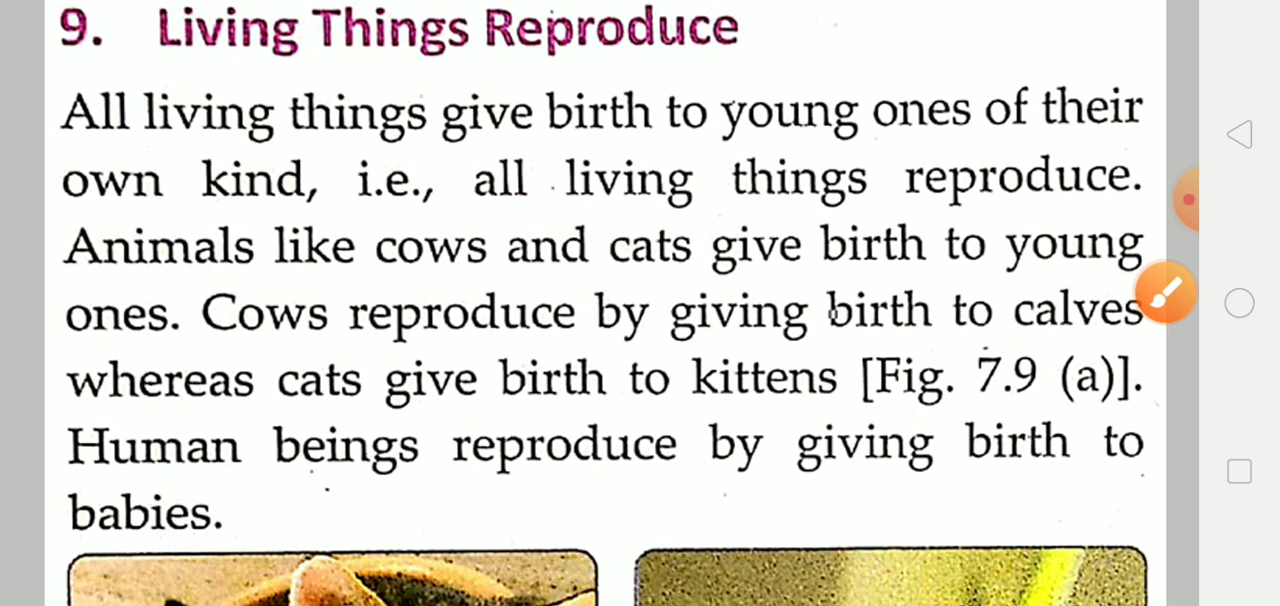 9. Living Things Reproduce
All living things give birth to young ones of their
own kind, i.e., all living things reproduce.
Animals like cows and cats give birth to young
ones. Cows reproduce by giving birth to calves
whereas cats give birth to kittens [Fig. 7.9 (a)].
Human beings reproduce by giving birth to
babies.